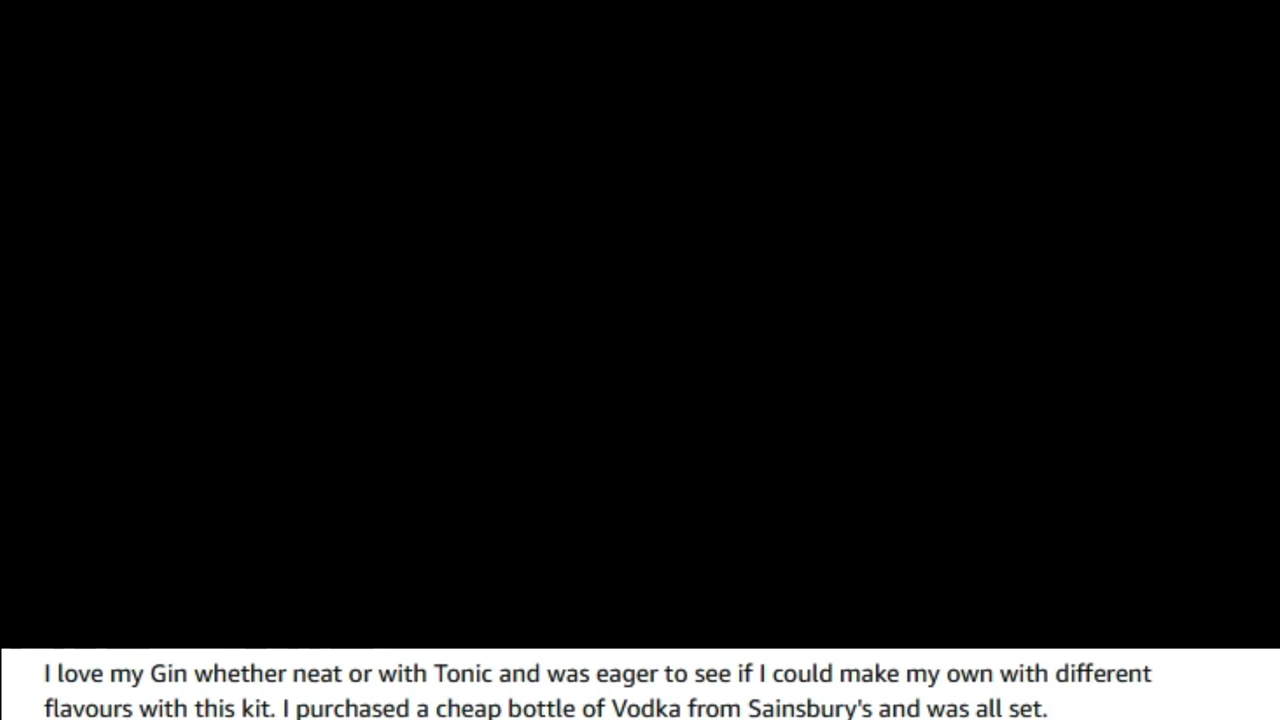 I love my Gin whether neat or with Tonic and was eager to see if I could make my own with different
flavours with this kit. I purchased a cheap bottle of Vodka from Sainsbury's and was all set.